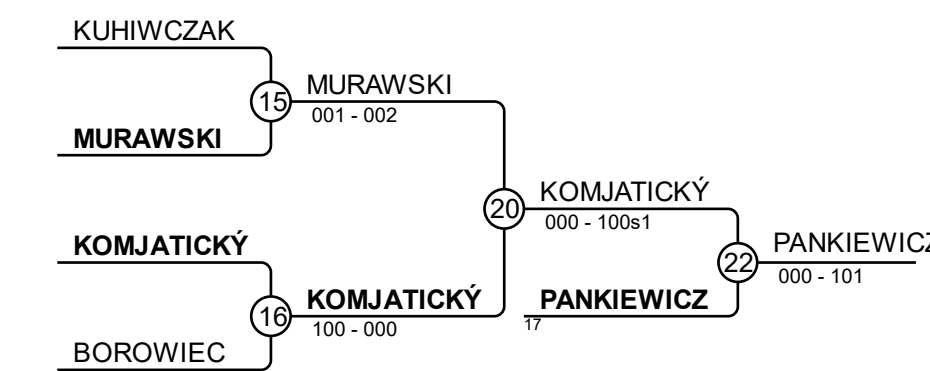 KUHIWCZAK
15
MURAWSKI
001 - 002
MURAWSKI
20
KOMJATICKÝ
000 - 100s1
KOMJATICKÝ
22
PANKIEWICZ
000 - 101
16
KOMJATICKÝ
100 - 000
PANKIEWICZ
17
BOROWIEC